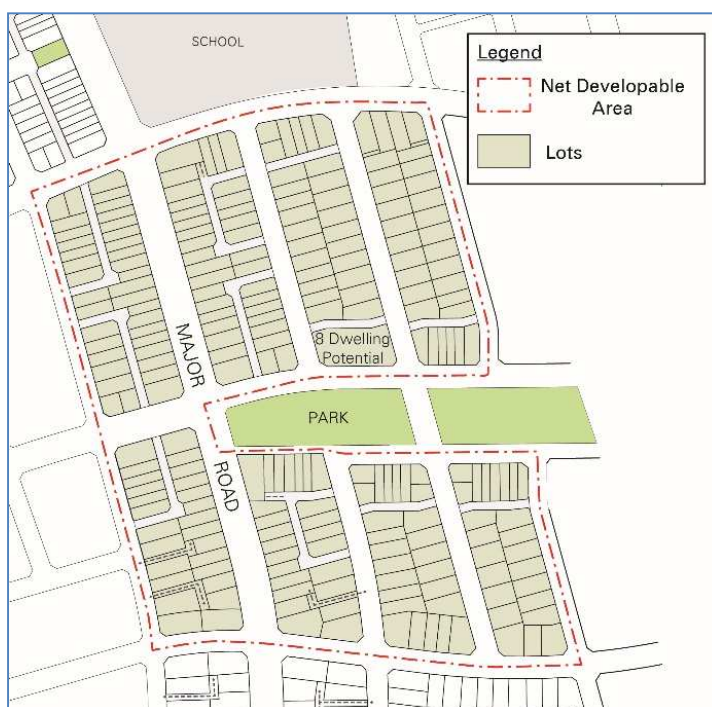 SCHOOL
Legend
Net Developable
Area
Lots
MAJOR
8 Dwelling
Potential
PARK
ROAD